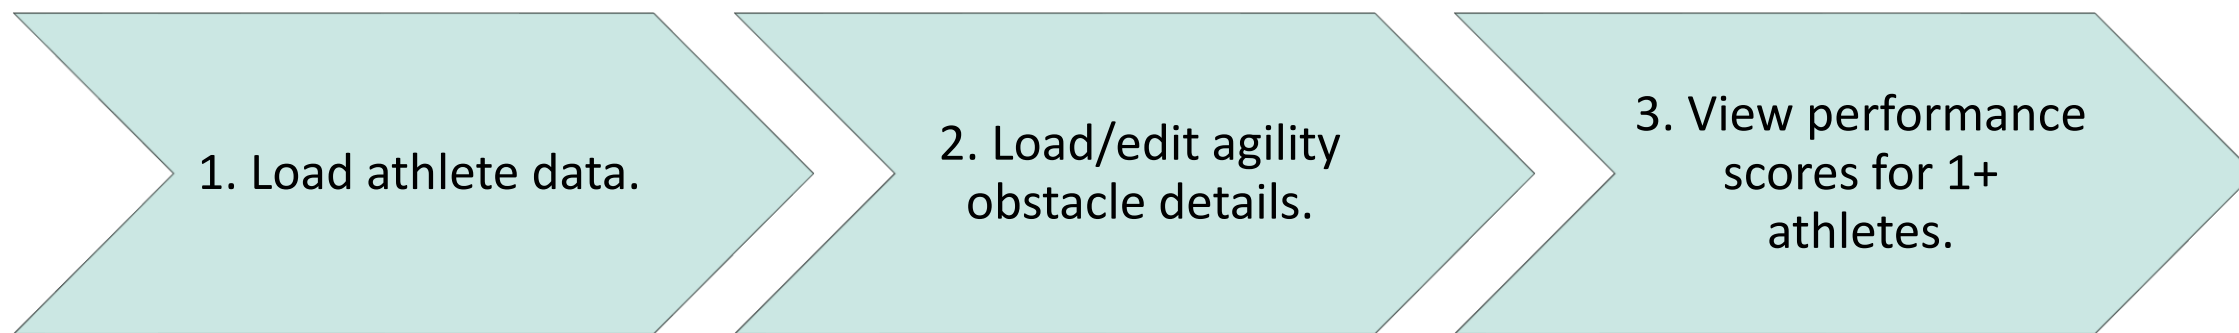 1. Load athlete data.
2. Load/edit agility
obstacle details.
3. View performance
scores for 1+
athletes.